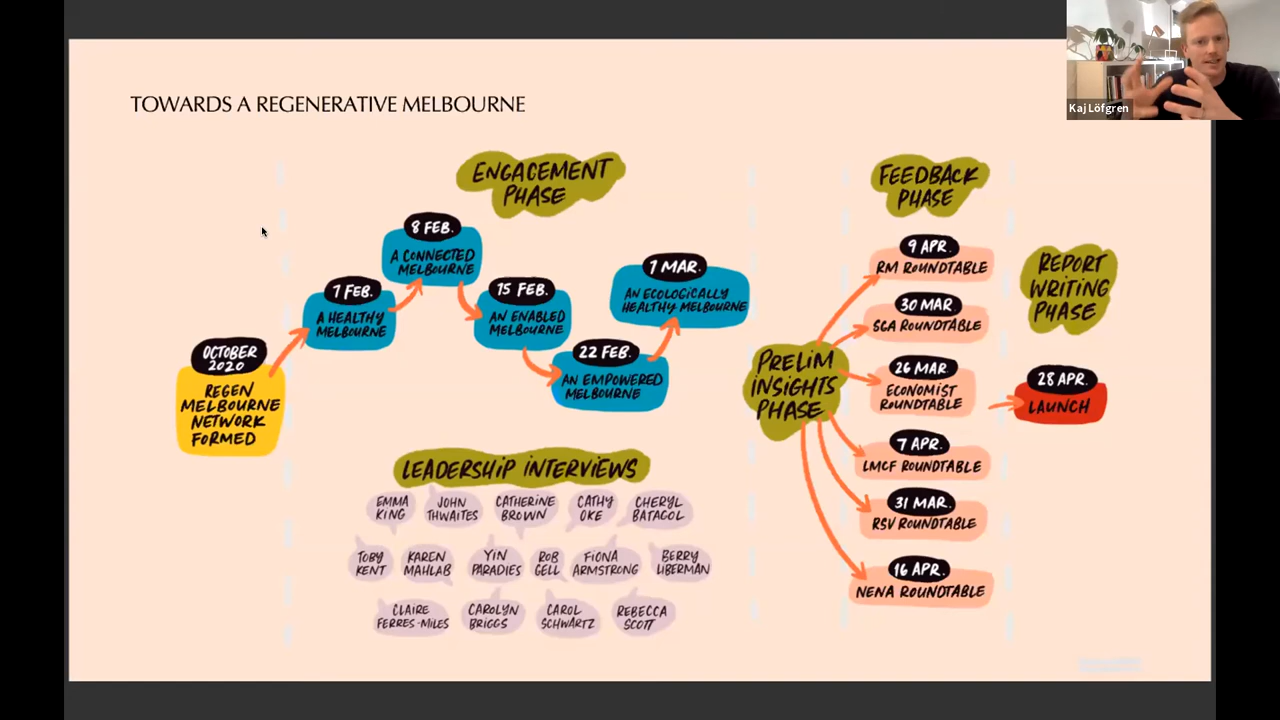 Kaj Löfgren
TOWARDS A REGENERATIVE MELBOURNE
ENGAGEMENT
PHASE
OCTOBER
2020
REGEN
MELBOURNE
NETWORK
FORMED
7 FEB.
A HEALTHY
MELBOURNE
8 FEB.
A CONNECTED
MELBOURNE
15 FEB.
AN ENABLED
MELBOURNE
22 FEB.
AN EMPOWERED
MELBOURNE
1 MAR.
AN ECOLOGICALLY
HEALTHY MELBOURNE
LEADERSHIP INTERVIEWS
EMMA
KING
JOHN
THWAITES
CATHERINE
BROWN
CATHY
OKE
CHERYL
BATAGOL
TOBY
KENT
KAREN
MAHLAB
YIN
PARADIES
ROB
GELL
FIONA
ARMSTRONG
BERRY
LIBERMAN
CLAIRE
FERRES-MILES
CAROLYN
BRIGGS
CAROL
SCHWARTZ
REBECCA
SCOTT
PRELIM
INSIGHTS
PHASE
FEEDBACK
PHASE
9 APR.
RM ROUNDTABLE
30 MAR.
SCA ROUNDTABLE
26 MAR.
ECONOMIST
ROUNDTABLE
7 APR.
LMCF ROUNDTABLE
31 MAR.
RSV ROUNDTABLE
16 APR.
NENA ROUNDTABLE
REPORT
WRITING
PHASE
28 APR.
LAUNCH